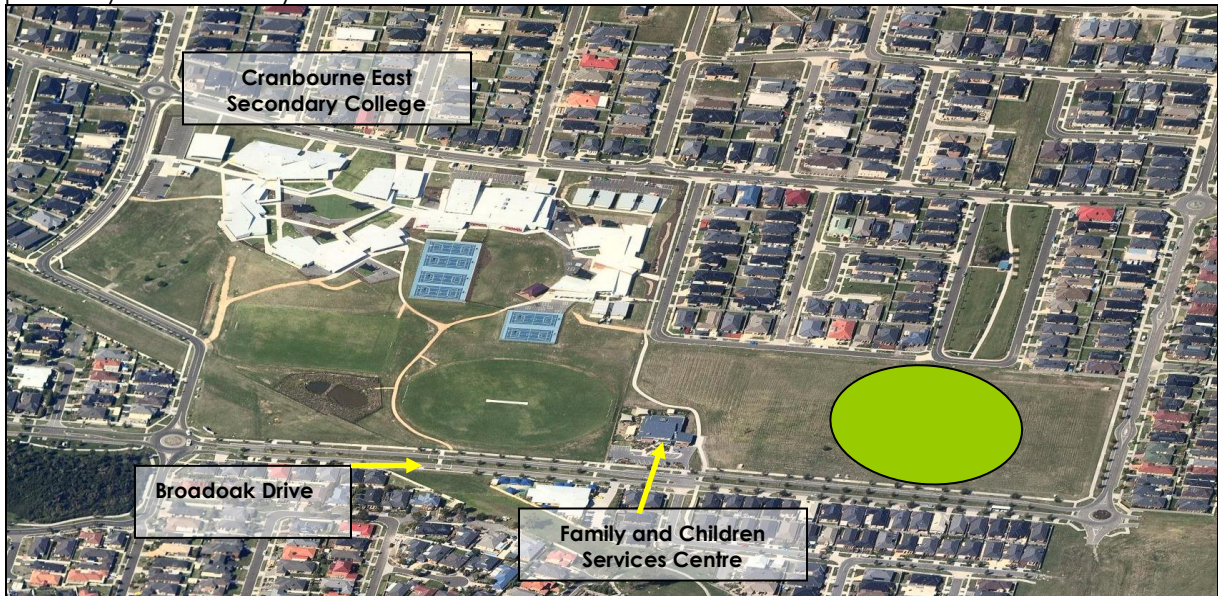 Cranbourne East
Secondary College
Broadoak Drive
Family and Children
Services Centre